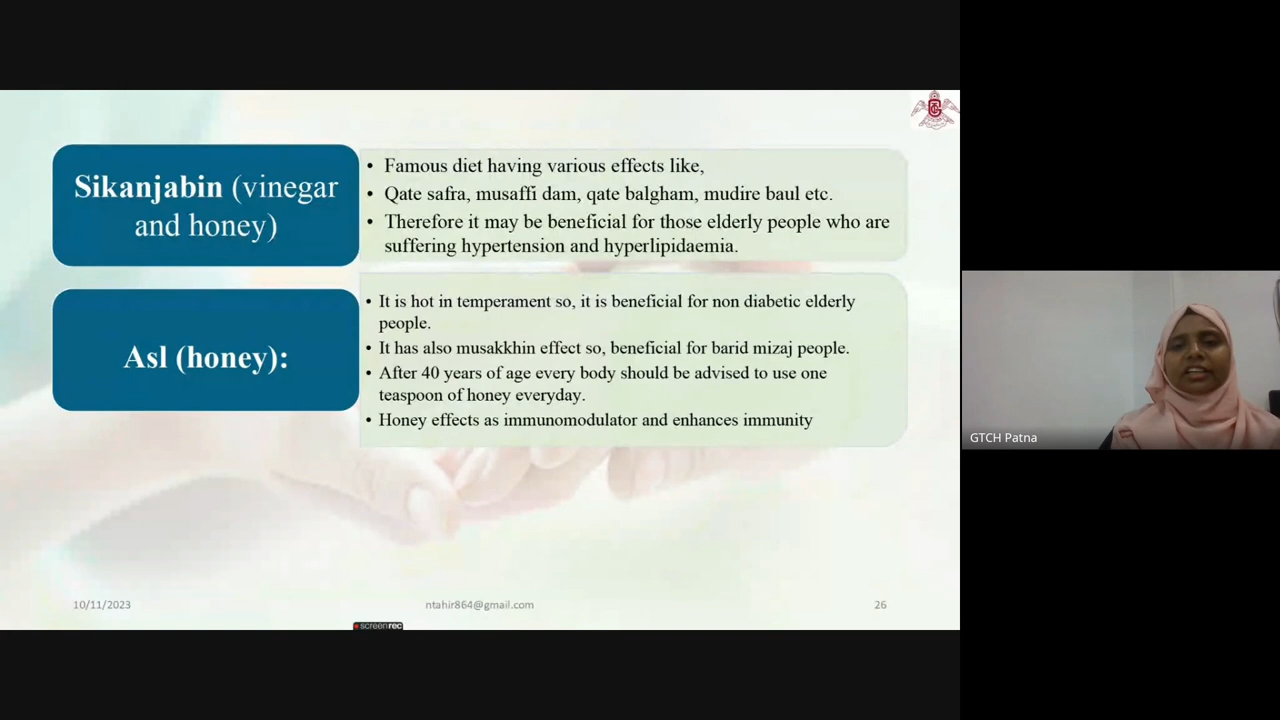 Sikanjabin (vinegar
and honey)
• Famous diet having various effects like,
• Qate safra, musaffi dam, qate balgham, mudire baul etc.
• Therefore it may be beneficial for those elderly people who are
suffering hypertension and hyperlipidaemia.
Asl (honey):
• It is hot in temperament so, it is beneficial for non diabetic elderly
people.
• It has also musakkhin effect so, beneficial for barid mizaj people.
• After 40 years of age every body should be advised to use one
teaspoon of honey everyday.
• Honey effects as immunomodulator and enhances immunity
GTCH Patna
10/11/2023
ntahir864@gmail.com
26
screenrec